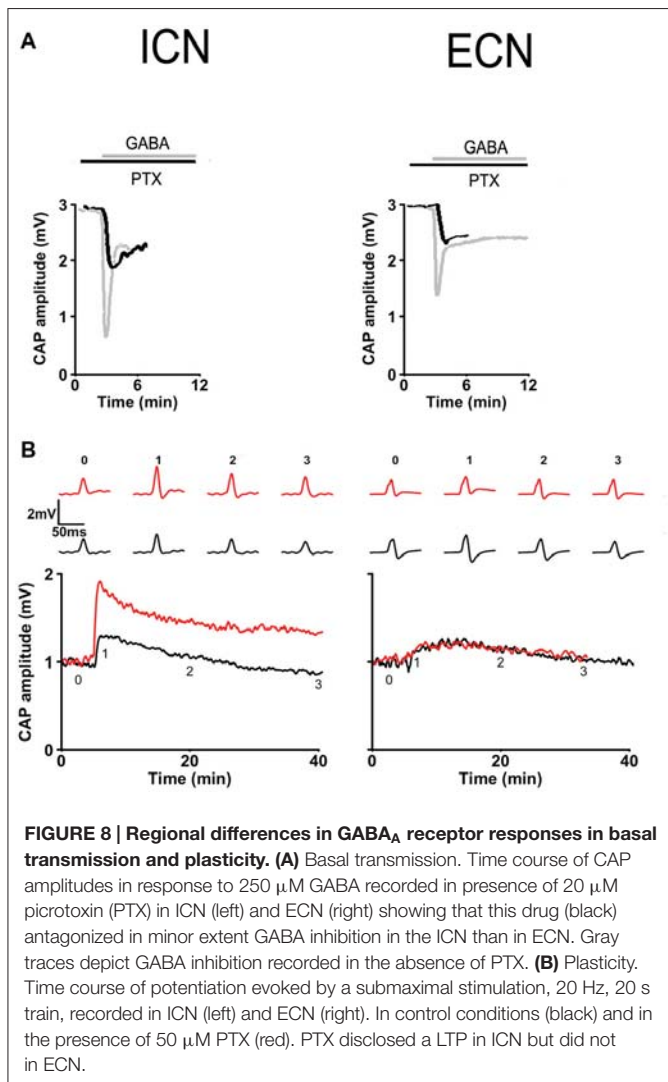 A
ICN
ECN
GABA
PTX
GABA
PTX
CAP amplitude (mV)
3
2
1
0
0
6
12
Time (min)
CAP amplitude (mV)
3
2
1
0
0
6
12
Time (min)
B
0
1
2
3
0
1
2
3
2mV
50ms
CAP amplitude (mV)
2
1
0
0
1
2
3
0
20
40
Time (min)
CAP amplitude (mV)
2
1
0
0
1
2
3
0
20
40
Time (min)
FIGURE 8 | Regional differences in GABAA receptor responses in basal
transmission and plasticity. (A) Basal transmission. Time course of CAP
amplitudes in response to 250 μM GABA recorded in presence of 20 μM
picrotoxin (PTX) in ICN (left) and ECN (right) showing that this drug (black)
antagonized in minor extent GABA inhibition in the ICN than in ECN. Gray
traces depict GABA inhibition recorded in the absence of PTX. (B) Plasticity.
Time course of potentiation evoked by a submaximal stimulation, 20 Hz, 20 s
train, recorded in ICN (left) and ECN (right). In control conditions (black) and in
the presence of 50 μM PTX (red). PTX disclosed a LTP in ICN but did not
in ECN.